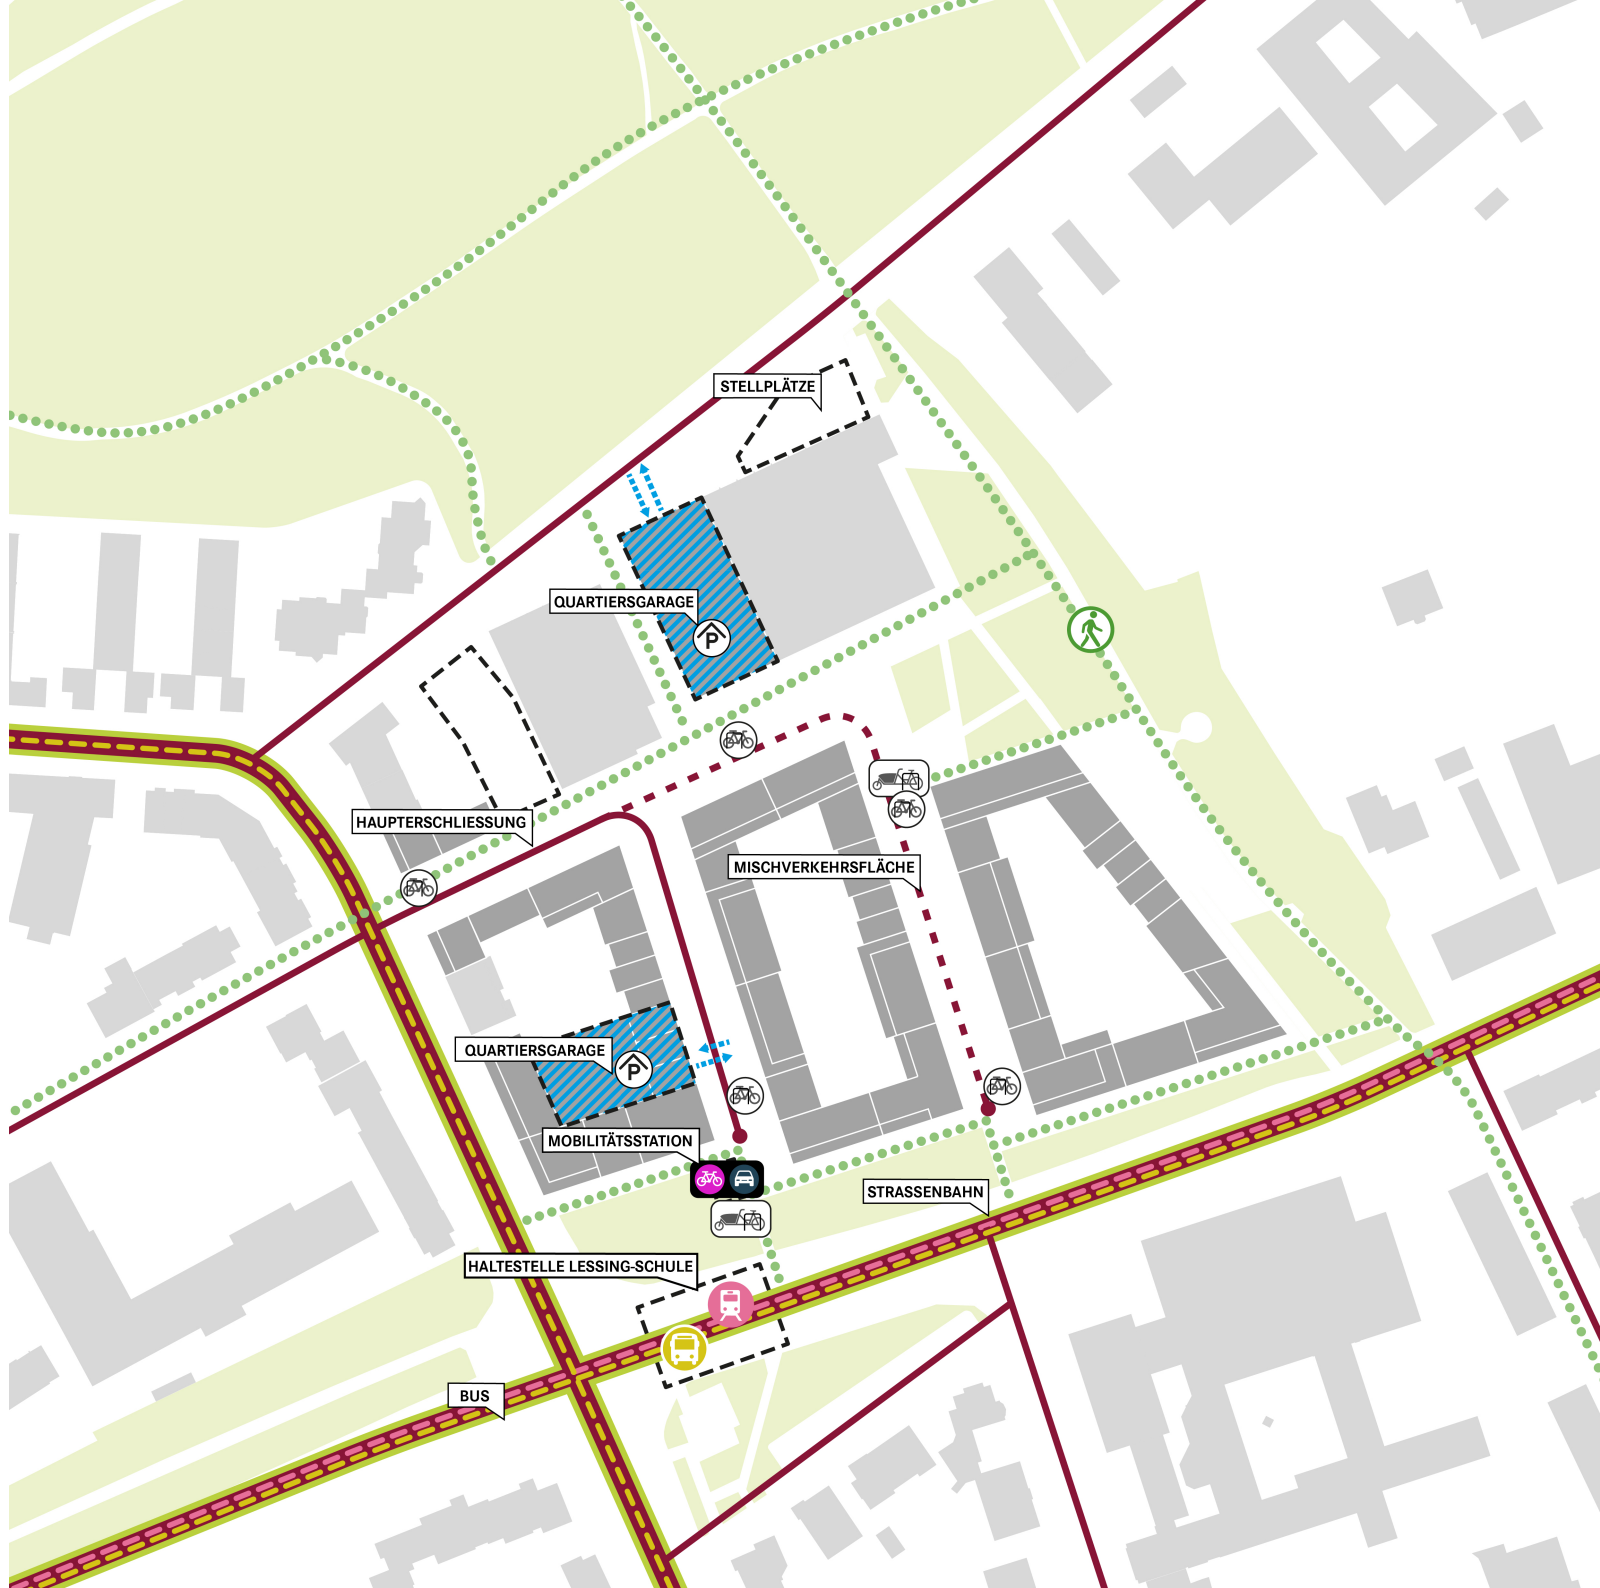 STELLPLÄTZE
QUARTIERSGARAGE
P
HAUPTERSCHLIESSUNG
MISCHVERKEHRSFLÄCHE
QUARTIERSGARAGE
P
MOBILITÄTSSTATION
STRASSENBAHN
HALTESTELLE LESSING-SCHULE
BUS